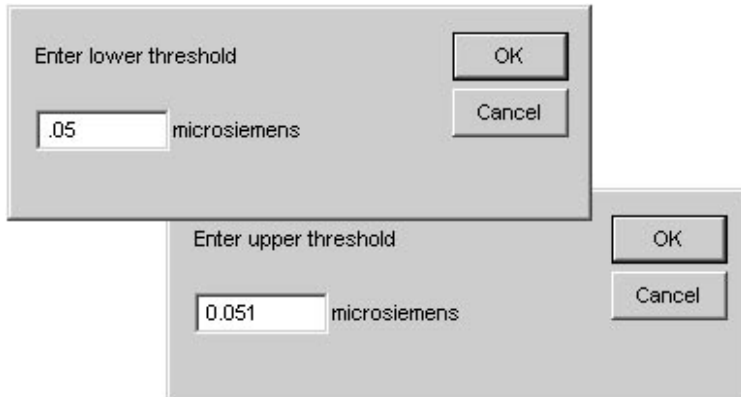 Enter lower threshold
OK
.05 microsiemens
Cancel
Enter upper threshold
OK
0.051 microsiemens
Cancel